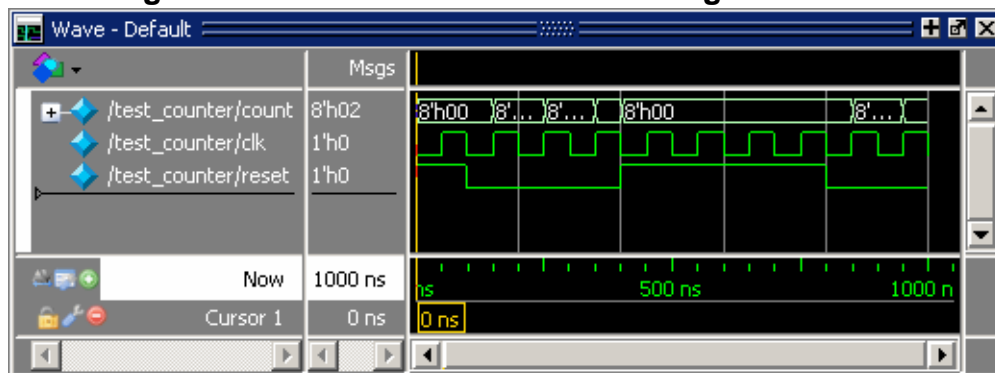 Wave - Default
Msgs
/test_counter/count 8'h02 8'h00 8'... 8'... 8'h00 8'...
/test_counter/clk 1'h0
/test_counter/reset 1'h0
Now 1000 ns ns 500 ns 1000 n
Cursor 1 0 ns 0 ns